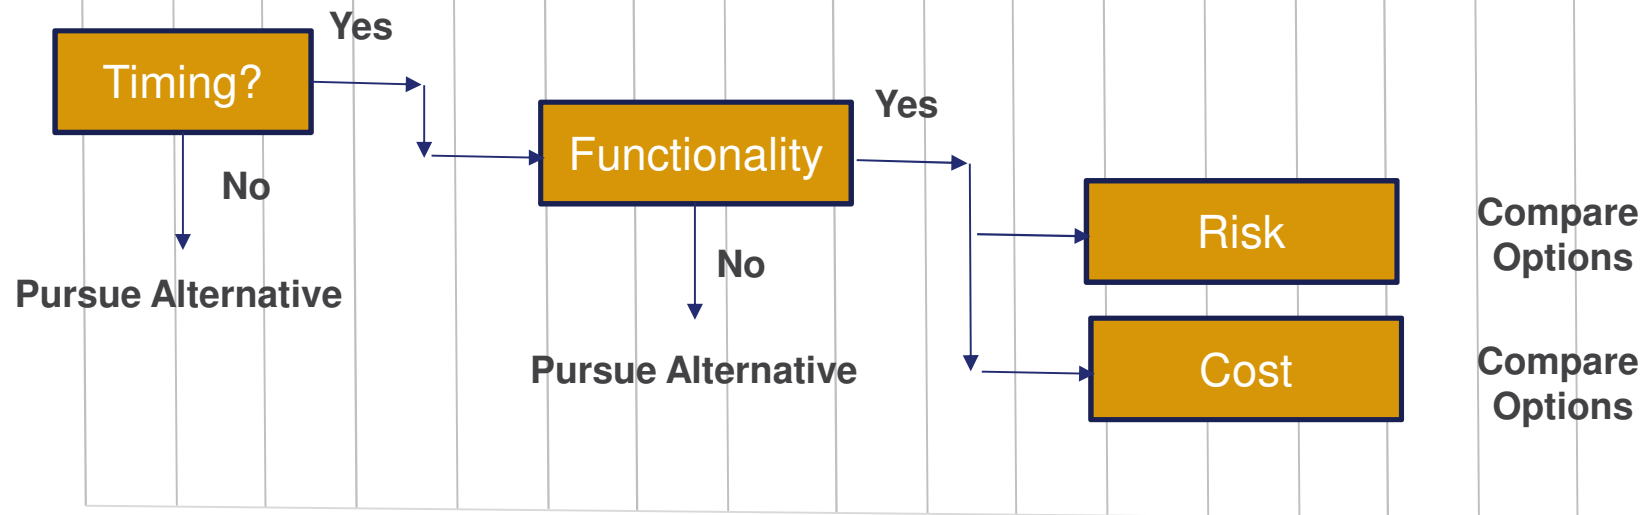 Yes
Timing?
No
Pursue Alternative
Yes
Functionality
No
Pursue Alternative
Risk
Compare
Options
Cost
Compare
Options